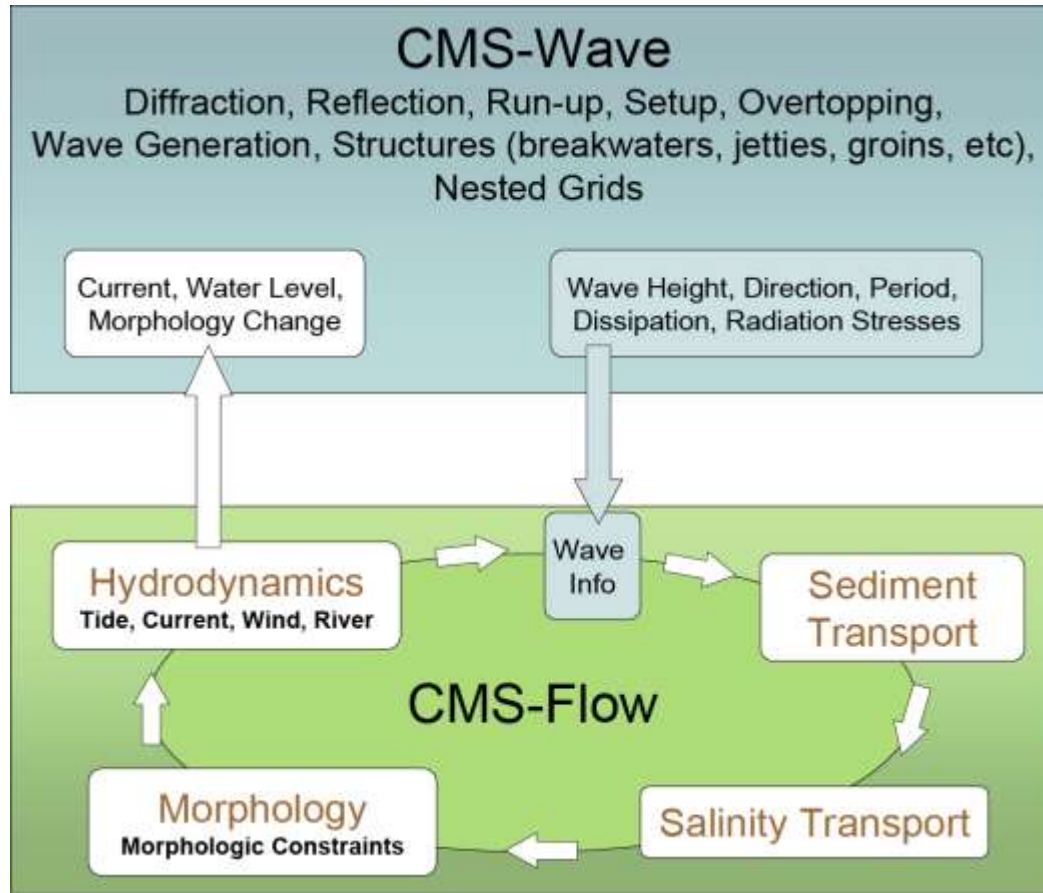 CMS-Wave
Diffraction, Reflection, Run-up, Setup, Overtopping,
Wave Generation, Structures (breakwaters, jetties, groins, etc),
Nested Grids
Current, Water Level,
Morphology Change
Wave Height, Direction, Period,
Dissipation, Radiation Stresses
Wave
Info
Hydrodynamics
Tide, Current, Wind, River
Sediment
Transport
CMS-Flow
Morphology
Morphologic Constraints
Salinity Transport